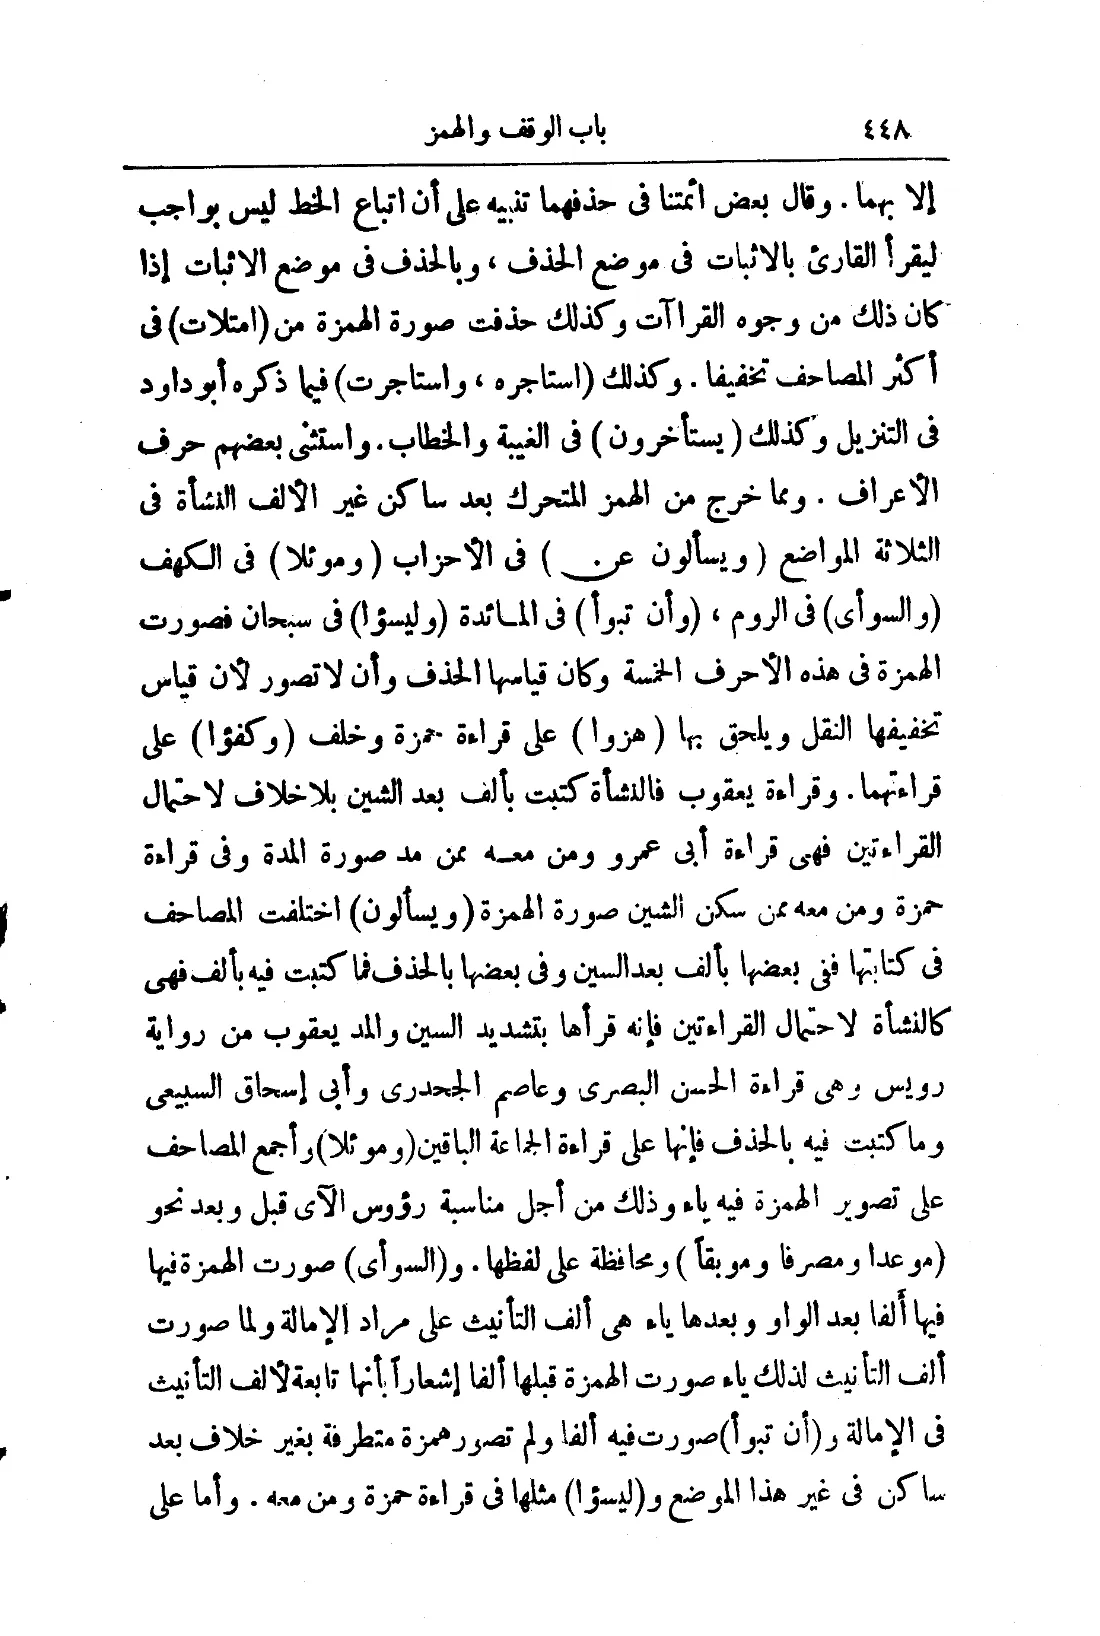 ٤٤٨ باب الوقف والهمز
إلا بهما . وقال بعض أئمتنا فى حذفهما تنبيه على أن اتباع الخط ليس بواجب
ليقرأ القارئ بالاثبات فى موضع الحذف ، وبالحذف فى موضع الاثبات إذا
كان ذلك من وجوه القراآت وكذلك حذفت صورة الهمزة من (امتلات) فى
أكثر المصاحف تخفيفا . وكذلك (استاجره ، واستاجرت) فيما ذكره أبو داود
فى التنزيل وكذلك (يستأخرون) فى الغيبة والخطاب . واستثنى بعضهم حرف
الأعراف . ومما خرج من الهمز المتحرك بعد ساكن غير الألف النشأة فى
الثلاثة المواضع (ويسألون عن) فى الأحزاب (وموئلا) فى الكهف
(والسوأى) فى الروم ، (وأن تبوأ) فى المائدة (وليسؤا) فى سبحان فصورت
الهمزة فى هذه الأحرف الخمسة وكان قياسها الحذف وأن لا تصور لأن قياس
تخفيفها النقل ويلحق بها (هزوا) على قراءة حمزة وخلف (وكفؤا) على
قراءتهما . وقراءة يعقوب فالنشأة كتبت بألف بعد الشين بلا خلاف لاحتمال
القراءتين فهى قراءة أبى عمرو ومن معه ممن مد صورة المدة وفى قراءة
حمزة ومن معه ممن سكن الشين صورة الهمزة (ويسألون) اختلفت المصاحف
فى كتابتها ففى بعضها بألف بعد السين وفى بعضها بالحذف فما كتبت فيه بألف فهى
كالنشأة لاحتمال القراءتين فإنه قرأها بتشديد السين والمد يعقوب من رواية
رويس وهى قراءة الحسن البصرى وعاصم الجحدرى وأبى إسحاق السبيعى
وما كتبت فيه بالحذف فإنها على قراءة الجماعة الباقين (وموئلا) وأجمع المصاحف
على تصوير الهمزة فيه ياء وذلك من أجل مناسبة رؤوس الآى قبل وبعد نحو
(موعدا ومصرفا وموبقاً) ومحافظة على لفظها . و(السوأى) صورت الهمزة فيها
فيها ألفا بعد الواو وبعدها ياء هى ألف التأنيث على مراد الإمالة ولما صورت
ألف التأنيث لذلك ياء صورت الهمزة قبلها ألفا إشعاراً بأنها تابعة لألف التأنيث
فى الإمالة و(أن تبوأ) صورت فيه ألفا ولم تصور همزة متطرفة بغير خلاف بعد
ساكن فى غير هذا الموضع و(ليسؤا) مثلها فى قراءة حمزة ومن معه . وأما على